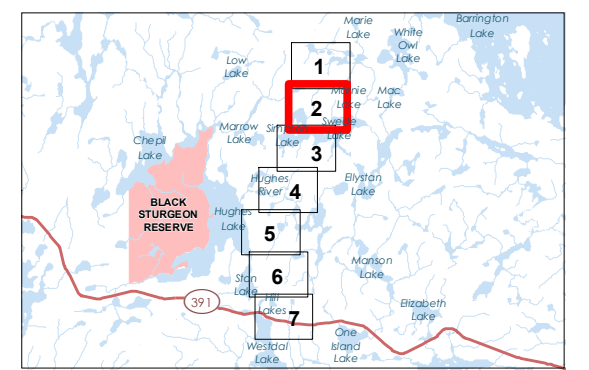 Marie
Lake
Barrington
Lake
White
Owl
Lake
Low
Lake
1
Minnie
Lake
Mac
Lake
2
Swede
Lake
Marrow
Lake
Simpson
Lake
Chepil
Lake
3
Hughes
River
4
Ellystan
Lake
BLACK
STURGEON
RESERVE
Hughes
Lake
5
Manson
Lake
Stan
Lake
6
Hill
Lakes
7
391
Elizabeth
Lake
One
Island
Lake
Westdal
Lake